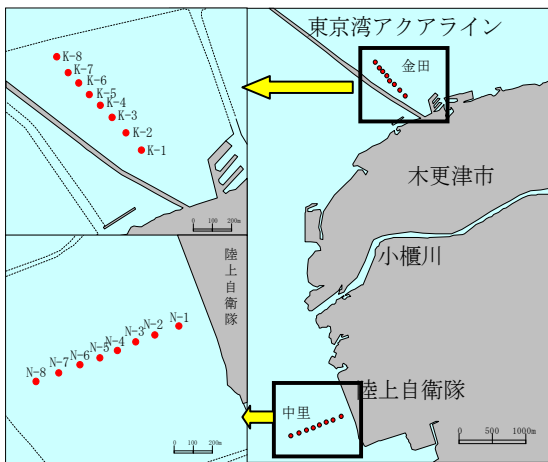 K-8
K-7
K-6
K-5
K-4
K-3
K-2
K-1
0 100 200m
陸上自衛隊
N-1
N-2
N-3
N-4
N-5
N-6
N-7
N-8
0 100 200m
東京湾アクアライン
金田
木更津市
小櫃川
陸上自衛隊
中里
0 500 1000m